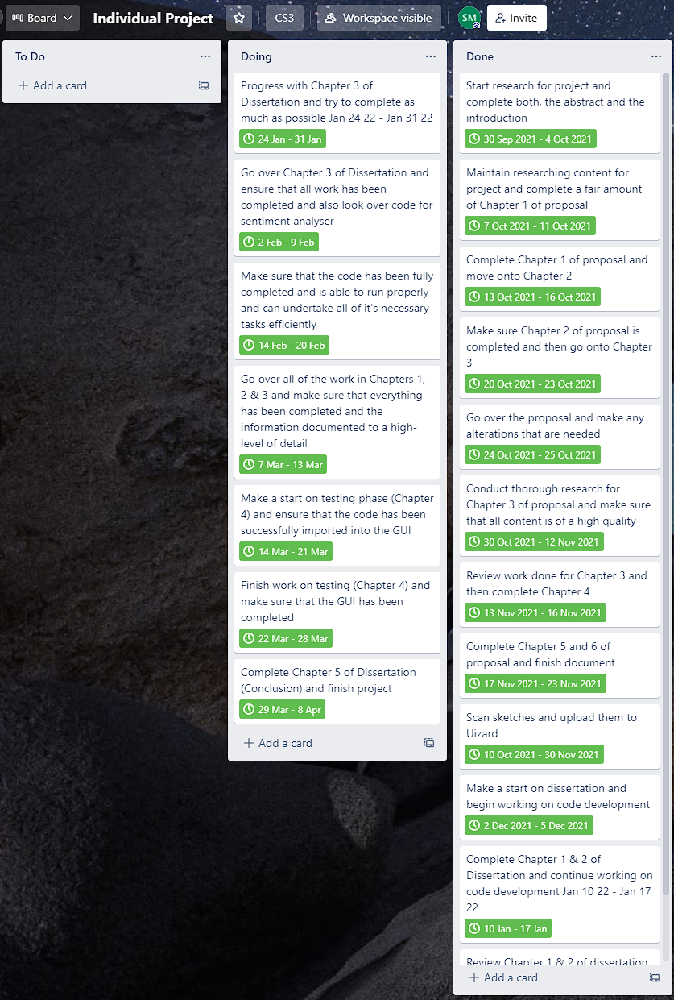 Board
Individual Project
CS3
Workspace visible
SM
Invite
To Do
Add a card
Doing
Progress with Chapter 3 of
Dissertation and try to complete as
much as possible Jan 24 22 - Jan 31 22
24 Jan - 31 Jan
Go over Chapter 3 of Dissertation and
ensure that all work has been
completed and also look over code for
sentiment analyser
2 Feb - 9 Feb
Make sure that the code has been fully
completed and is able to run properly
and can undertake all of it's necessary
tasks efficiently
14 Feb - 20 Feb
Go over all of the work in Chapters 1,
2 & 3 and make sure that everything
has been completed and the
information documented to a high-
level of detail
7 Mar - 13 Mar
Make a start on testing phase (Chapter
4) and ensure that the code has been
successfully imported into the GUI
14 Mar - 21 Mar
Finish work on testing (Chapter 4) and
make sure that the GUI has been
completed
22 Mar - 28 Mar
Complete Chapter 5 of Dissertation
(Conclusion) and finish project
29 Mar - 8 Apr
Add a card
Done
Start research for project and
complete both, the abstract and the
introduction
30 Sep 2021 - 4 Oct 2021
Maintain researching content for
project and complete a fair amount
of Chapter 1 of proposal
7 Oct 2021 - 11 Oct 2021
Complete Chapter 1 of proposal and
move onto Chapter 2
13 Oct 2021 - 16 Oct 2021
Make sure Chapter 2 of proposal is
completed and then go onto Chapter
3
20 Oct 2021 - 23 Oct 2021
Go over the proposal and make any
alterations that are needed
24 Oct 2021 - 25 Oct 2021
Conduct thorough research for
Chapter 3 of proposal and make sure
that all content is of a high quality
30 Oct 2021 - 12 Nov 2021
Review work done for Chapter 3 and
then complete Chapter 4
13 Nov 2021 - 16 Nov 2021
Complete Chapter 5 and 6 of
proposal and finish document
17 Nov 2021 - 23 Nov 2021
Scan sketches and upload them to
Uizard
10 Oct 2021 - 30 Nov 2021
Make a start on dissertation and
begin working on code development
2 Dec 2021 - 5 Dec 2021
Complete Chapter 1 & 2 of
Dissertation and continue working on
code development Jan 10 22 - Jan 17
22
10 Jan - 17 Jan
Review Chapter 1 & 2 of dissertation
Add a card